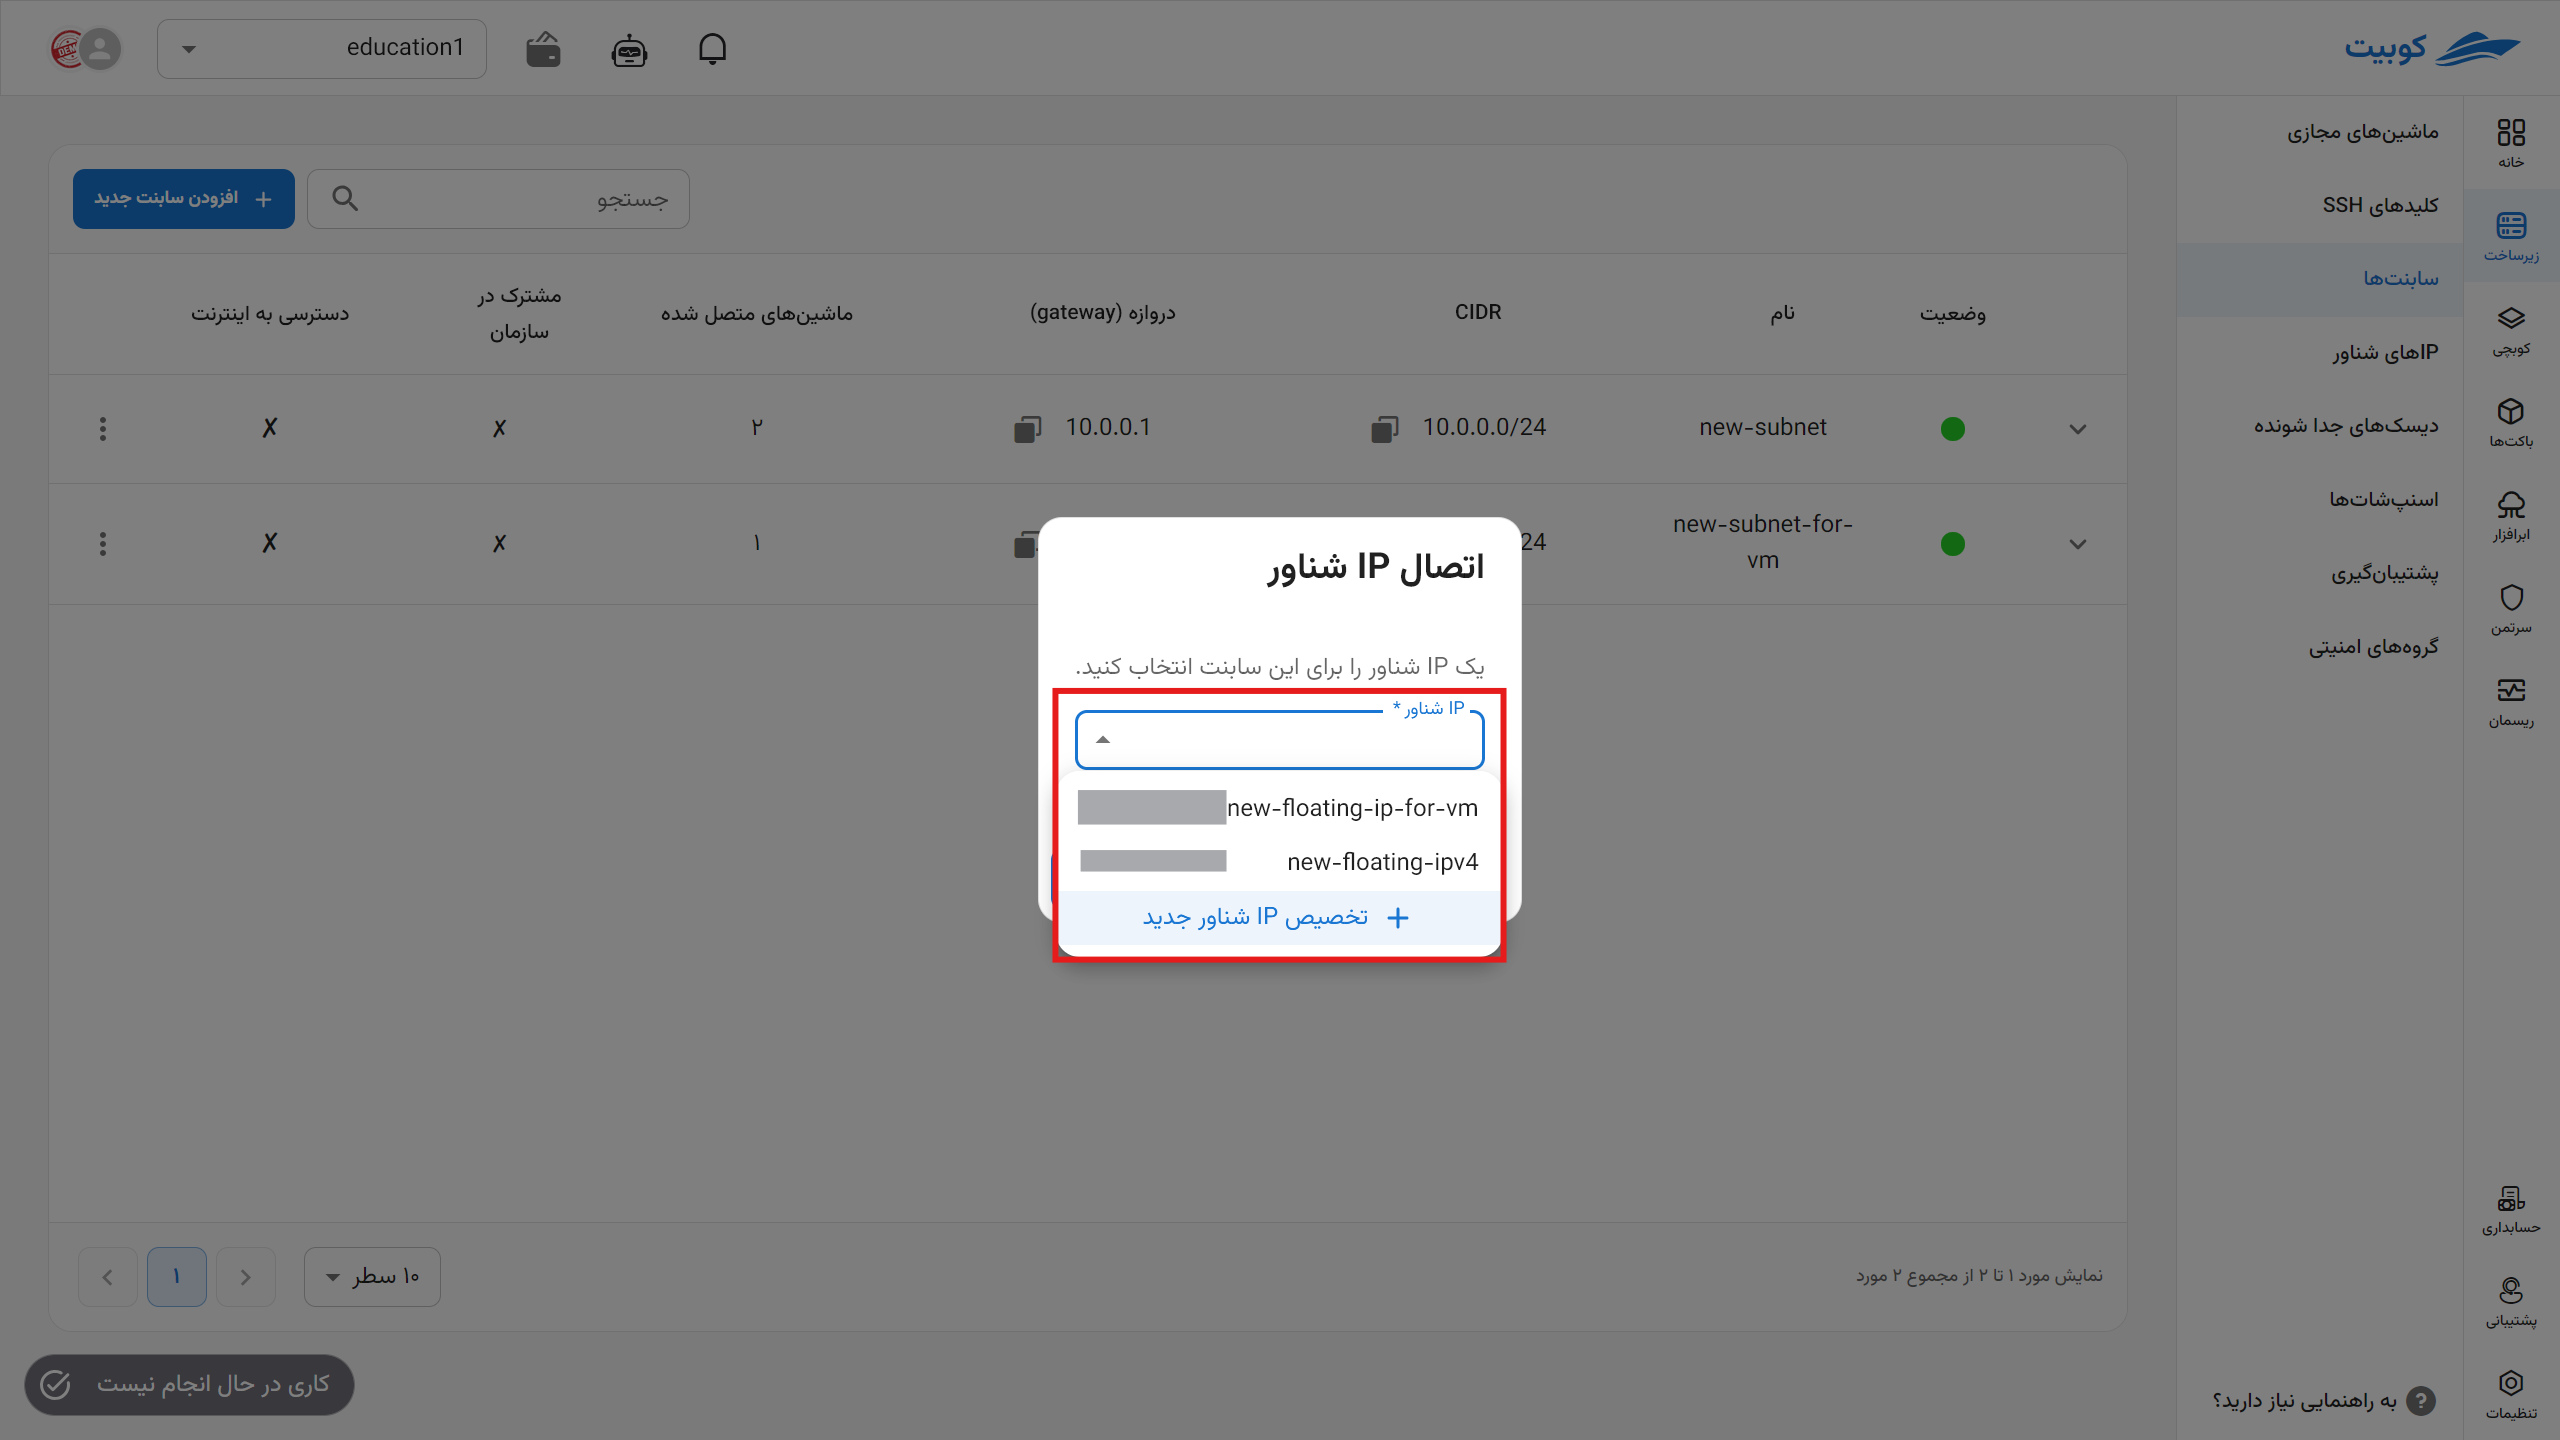 کوبیت
education1
خانه
زیرساخت
کوبچی
باکت‌ها
ابرافزار
سرتمن
ریسمان
حسابداری
پشتیبانی
تنظیمات
ماشین‌های مجازی
کلیدهای SSH
سابنت‌ها
IPهای شناور
دیسک‌های جدا شونده
اسنپ‌شات‌ها
پشتیبان‌گیری
گروه‌های امنیتی
به راهنمایی نیاز دارید؟
جستجو
افزودن سابنت جدید
وضعیت
نام
CIDR
دروازه (gateway)
ماشین‌های متصل شده
مشترک در
سازمان
دسترسی به اینترنت
new-subnet
10.0.0.0/24
10.0.0.1
۲
✗
✗
new-subnet-for-
vm
24
۱
✗
✗
اتصال IP شناور
یک IP شناور را برای این سابنت انتخاب کنید.
IP شناور *
new-floating-ip-for-vm
new-floating-ipv4
+ تخصیص IP شناور جدید
نمایش مورد ۱ تا ۲ از مجموع ۲ مورد
۱۰ سطر
۱
کاری در حال انجام نیست